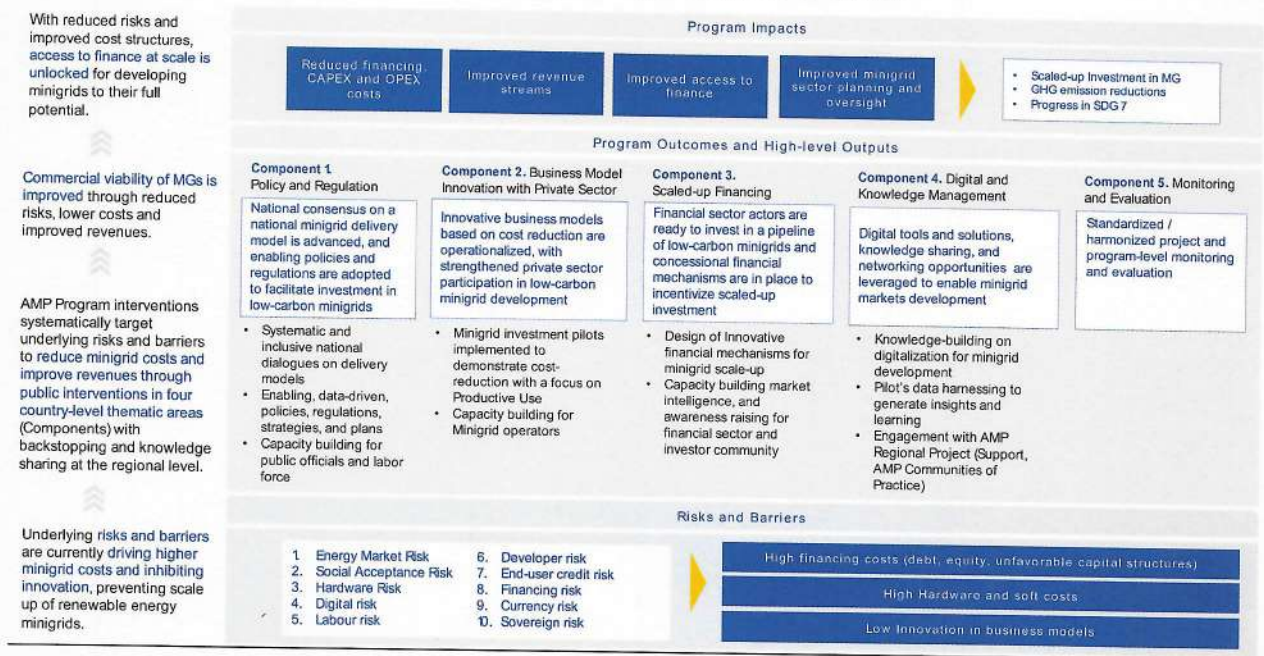 With reduced risks and
improved cost structures,
access to finance at scale is
unlocked for developing
minigrids to their full
potential.
Commercial viability of MGs is
improved through reduced
risks, lower costs and
improved revenues.
AMP Program interventions
systematically target
underlying risks and barriers
to reduce minigrid costs and
improve revenues through
public interventions in four
country-level thematic areas
(Components) with
backstopping and knowledge
sharing at the regional level.
Underlying risks and barriers
are currently driving higher
minigrid costs and inhibiting
innovation, preventing scale
up of renewable energy
minigrids.
Program Impacts
Reduced financing,
CAPEX and OPEX
costs
Improved revenue
streams
Improved access to
finance
Improved minigrid
sector planning and
oversight
• Scaled-up Investment in MG
• GHG emission reductions
• Progress in SDG 7
Program Outcomes and High-level Outputs
Component 1
Policy and Regulation
National consensus on a
national minigrid delivery
model is advanced, and
enabling policies and
regulations are adopted
to facilitate investment in
low-carbon minigrids
• Systematic and
inclusive national
dialogues on delivery
models
• Enabling, data-driven,
policies, regulations,
strategies, and plans
• Capacity building for
public officials and labor
force
Component 2. Business Model
Innovation with Private Sector
Innovative business models
based on cost reduction are
operationalized, with
strengthened private sector
participation in low-carbon
minigrid development
• Minigrid investment pilots
implemented to
demonstrate cost-
reduction with a focus on
Productive Use
• Capacity building for
Minigrid operators
Component 3.
Scaled-up Financing
Financial sector actors are
ready to invest in a pipeline
of low-carbon minigrids and
concessional financial
mechanisms are in place to
incentivize scaled-up
investment
• Design of Innovative
financial mechanisms for
minigrid scale-up
• Capacity building market
intelligence, and
awareness raising for
financial sector and
investor community
Component 4. Digital and
Knowledge Management
Digital tools and solutions,
knowledge sharing, and
networking opportunities are
leveraged to enable minigrid
markets development
• Knowledge-building on
digitalization for minigrid
development
• Pilot's data harnessing to
generate insights and
learning
• Engagement with AMP
Regional Project (Support,
AMP Communities of
Practice)
Component 5. Monitoring
and Evaluation
Standardized /
harmonized project and
program-level monitoring
and evaluation
Risks and Barriers
1. Energy Market Risk
2. Social Acceptance Risk
3. Hardware Risk
4. Digital risk
5. Labour risk
6. Developer risk
7. End-user credit risk
8. Financing risk
9. Currency risk
10. Sovereign risk
High financing costs (debt, equity, unfavorable capital structures)
High Hardware and soft costs
Low Innovation in business models